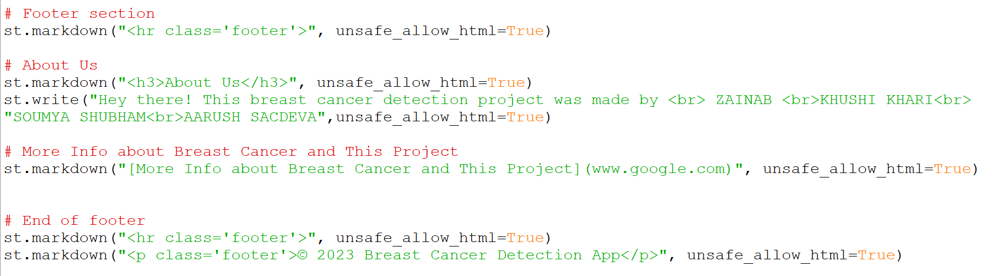 # Footer section
st.markdown("<hr class='footer'>", unsafe_allow_html=True)
# About Us
st.markdown("<h3>About Us</h3>", unsafe_allow_html=True)
st.write("Hey there! This breast cancer detection project was made by <br> ZAINAB <br>KHUSHI KHARI<br>
"SOUMYA SHUBHAM<br>AARUSH SACDEVA",unsafe_allow_html=True)
# More Info about Breast Cancer and This Project
st.markdown("[More Info about Breast Cancer and This Project](www.google.com)", unsafe_allow_html=True)
# End of footer
st.markdown("<hr class='footer'>", unsafe_allow_html=True)
st.markdown("<p class='footer'>© 2023 Breast Cancer Detection App</p>", unsafe_allow_html=True)